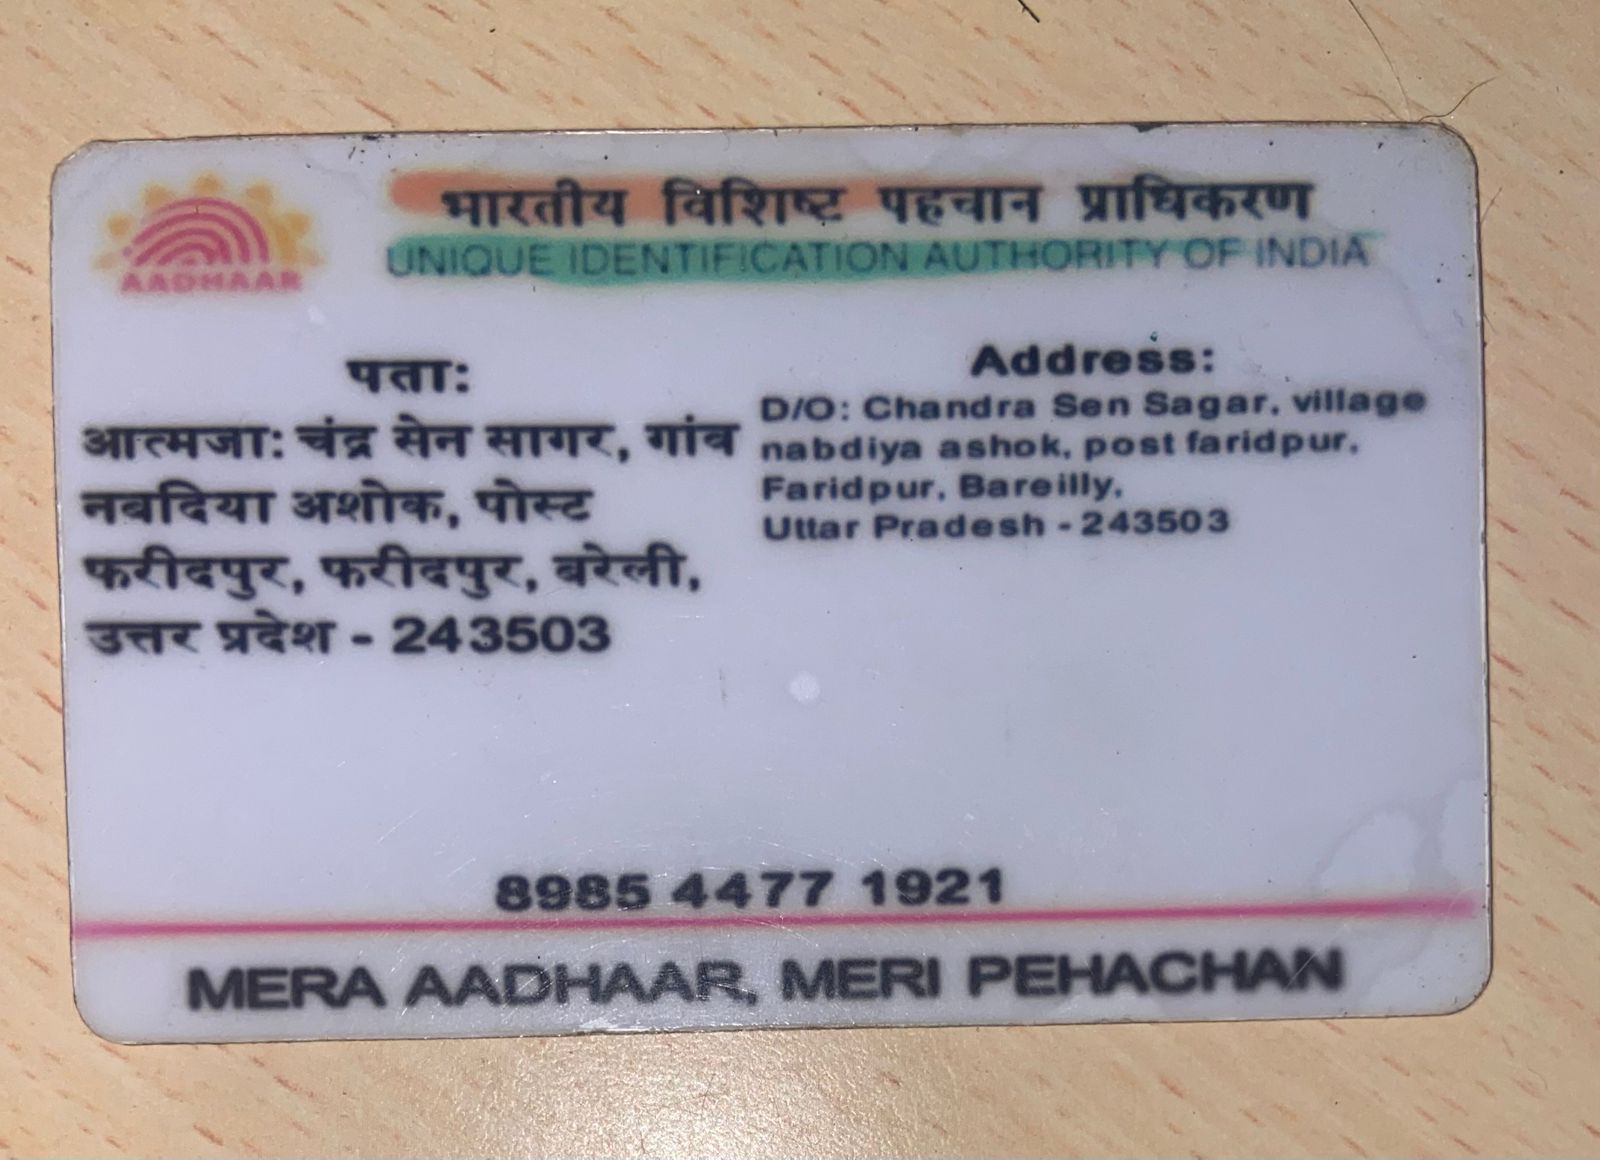 AADHAAR
भारतीय विशिष्ट पहचान प्राधिकरण
UNIQUE IDENTIFICATION AUTHORITY OF INDIA
पता:
आत्मजा: चंद्र सेन सागर, गांव
नबदिया अशोक, पोस्ट
फरीदपुर, फरीदपुर, बरेली,
उत्तर प्रदेश - 243503
Address:
D/O: Chandra Sen Sagar, village
nabdiya ashok, post faridpur,
Faridpur, Bareilly,
Uttar Pradesh - 243503
8985 4477 1921
MERA AADHAAR, MERI PEHACHAN